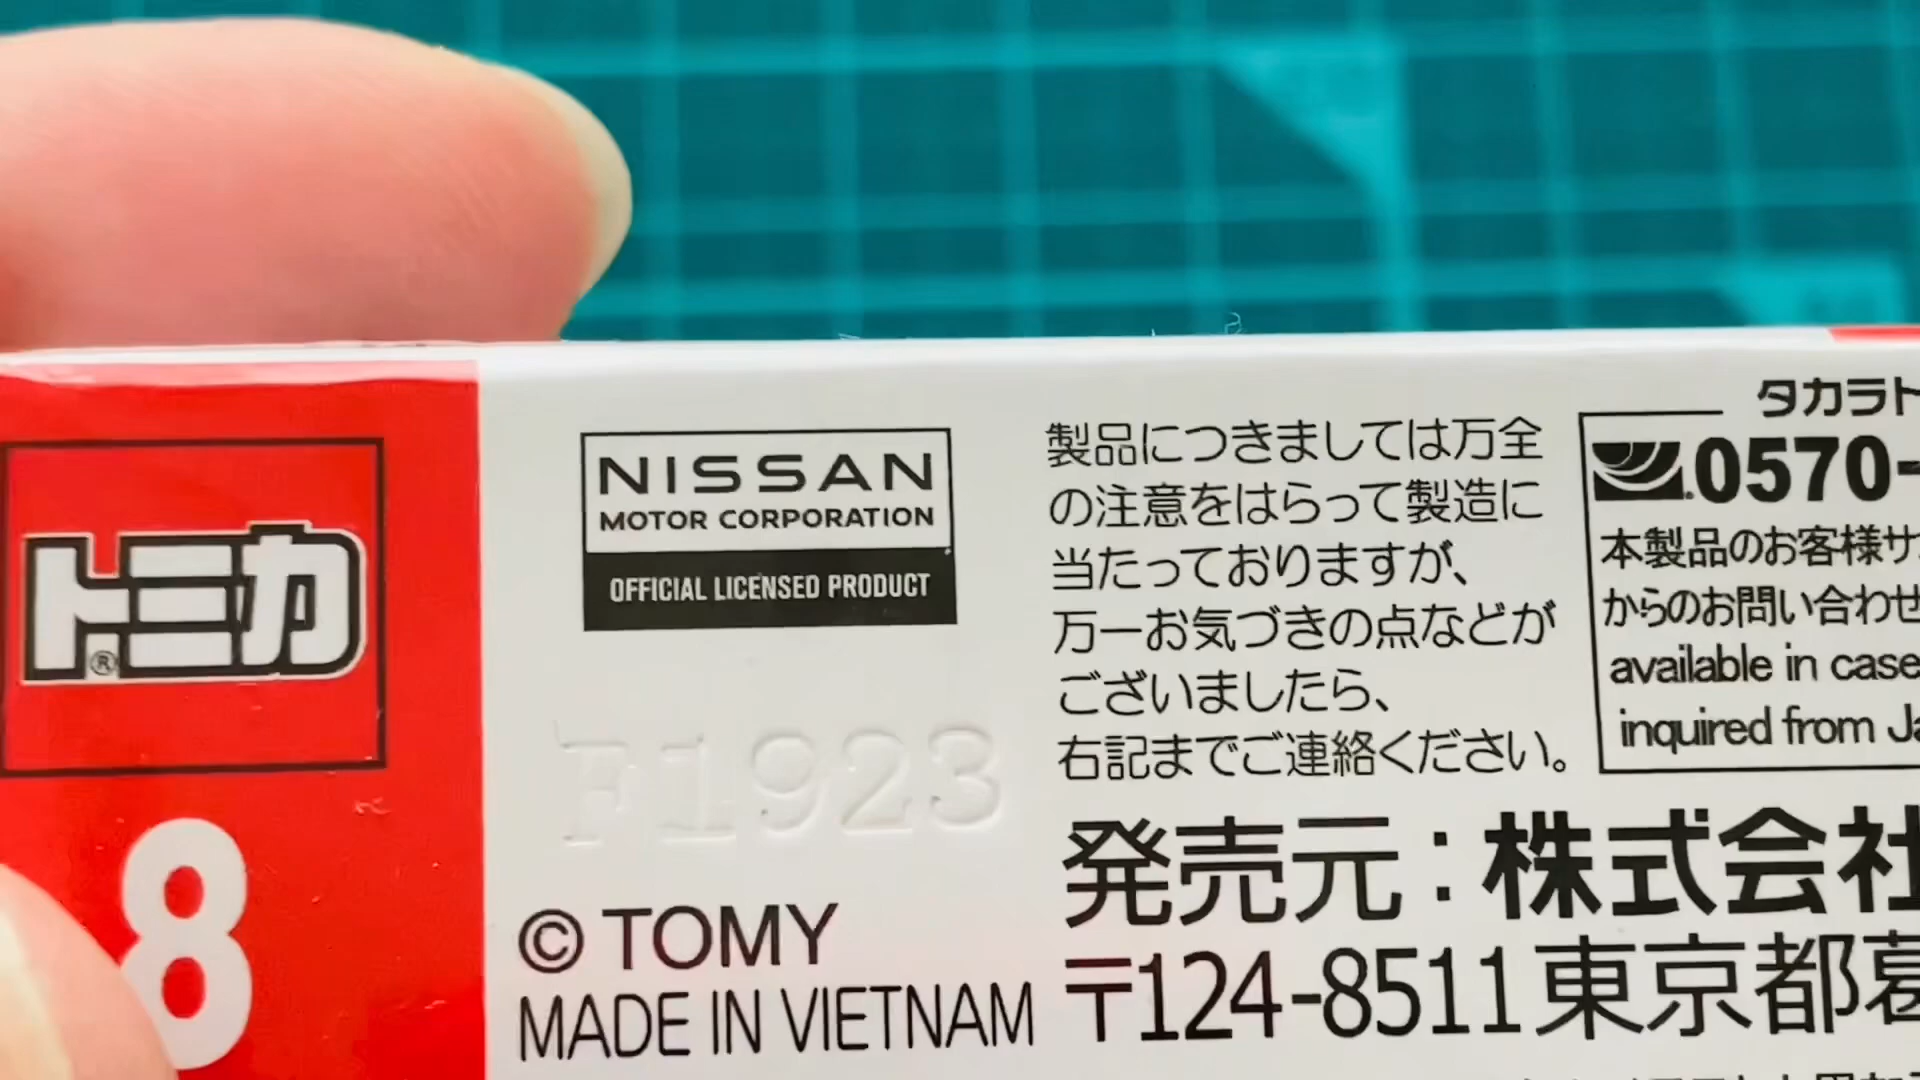 トミカ®
8
NISSAN
MOTOR CORPORATION
OFFICIAL LICENSED PRODUCT
F1923
© TOMY
MADE IN VIETNAM
製品につきましては万全
の注意をはらって製造に
当たっておりますが、
万一お気づきの点などが
ございましたら、
右記までご連絡ください。
タカラト
0570-
本製品のお客様サ
からのお問い合わせ
available in case
inquired from Ja
発売元：株式会社
〒124-8511東京都葛